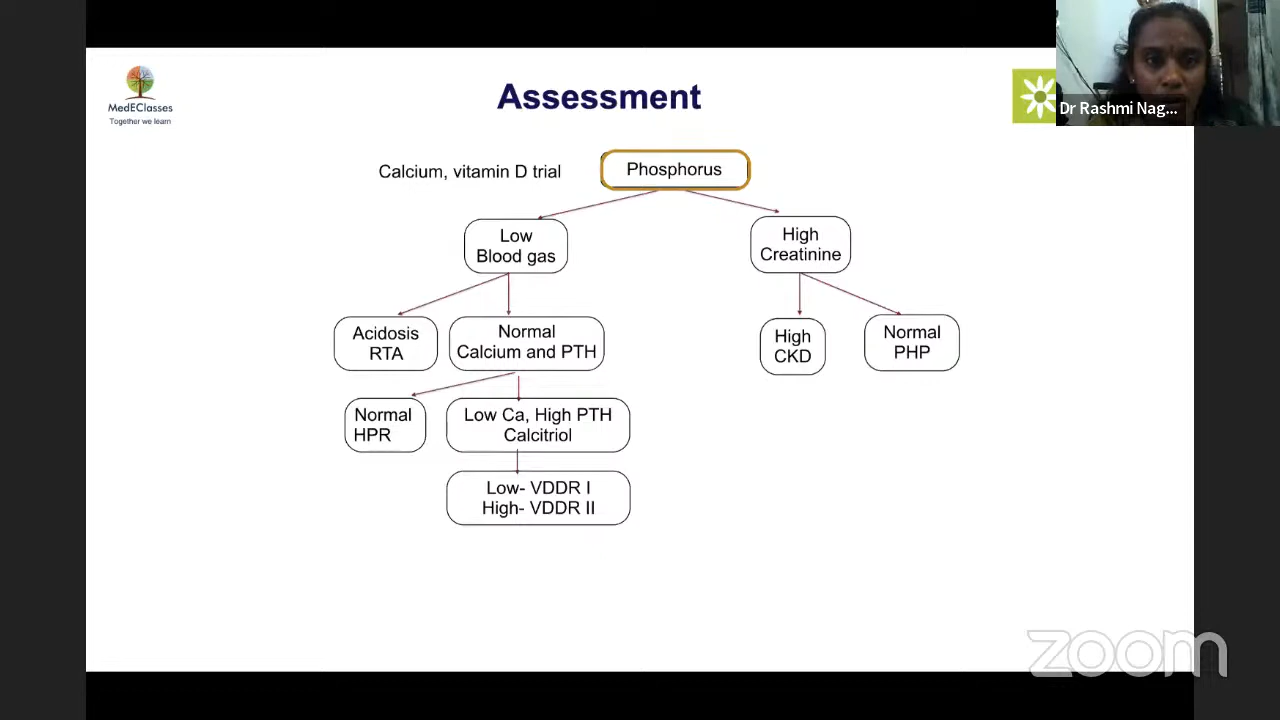 MedEClasses
Together we learn
Assessment
Dr Rashmi Nag...
Calcium, vitamin D trial
Phosphorus
Low
Blood gas
High
Creatinine
Acidosis
RTA
Normal
Calcium and PTH
High
CKD
Normal
PHP
Normal
HPR
Low Ca, High PTH
Calcitriol
Low- VDDR I
High- VDDR II
zoom